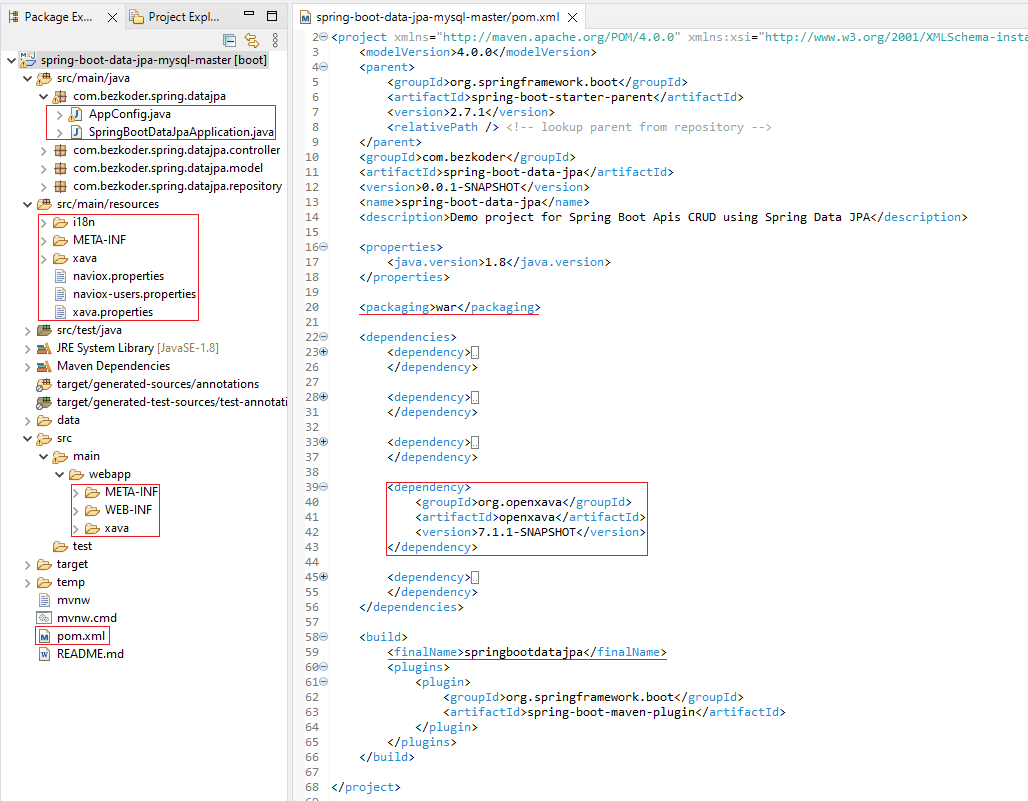 Package Ex...
Project Expl...
spring-boot-data-jpa-mysql-master [boot]
src/main/java
com.bezkoder.spring.datajpa
AppConfig.java
SpringBootDataJpaApplication.java
com.bezkoder.spring.datajpa.controller
com.bezkoder.spring.datajpa.model
com.bezkoder.spring.datajpa.repository
src/main/resources
i18n
META-INF
xava
naviox.properties
naviox-users.properties
xava.properties
src/test/java
JRE System Library [JavaSE-1.8]
Maven Dependencies
target/generated-sources/annotations
target/generated-test-sources/test-annotati
data
src
main
webapp
META-INF
WEB-INF
xava
test
target
temp
mvnw
mvnw.cmd
pom.xml
README.md
spring-boot-data-jpa-mysql-master/pom.xml
2 <project xmlns="http://maven.apache.org/POM/4.0.0" xmlns:xsi="http://www.w3.org/2001/XMLSchema-insta
3 <modelVersion>4.0.0</modelVersion>
4 <parent>
5 <groupId>org.springframework.boot</groupId>
6 <artifactId>spring-boot-starter-parent</artifactId>
7 <version>2.7.1</version>
8 <relativePath /> <!-- lookup parent from repository -->
9 </parent>
10 <groupId>com.bezkoder</groupId>
11 <artifactId>spring-boot-data-jpa</artifactId>
12 <version>0.0.1-SNAPSHOT</version>
13 <name>spring-boot-data-jpa</name>
14 <description>Demo project for Spring Boot Apis CRUD using Spring Data JPA</description>
15
16 <properties>
17 <java.version>1.8</java.version>
18 </properties>
19
20 <packaging>war</packaging>
21
22 <dependencies>
23 <dependency>
26 </dependency>
27
28 <dependency>
31 </dependency>
32
33 <dependency>
37 </dependency>
38
39 <dependency>
40 <groupId>org.openxava</groupId>
41 <artifactId>openxava</artifactId>
42 <version>7.1.1-SNAPSHOT</version>
43 </dependency>
44
45 <dependency>
55 </dependency>
56 </dependencies>
57
58 <build>
59 <finalName>springbootdatajpa</finalName>
60 <plugins>
61 <plugin>
62 <groupId>org.springframework.boot</groupId>
63 <artifactId>spring-boot-maven-plugin</artifactId>
64 </plugin>
65 </plugins>
66 </build>
67
68 </project>